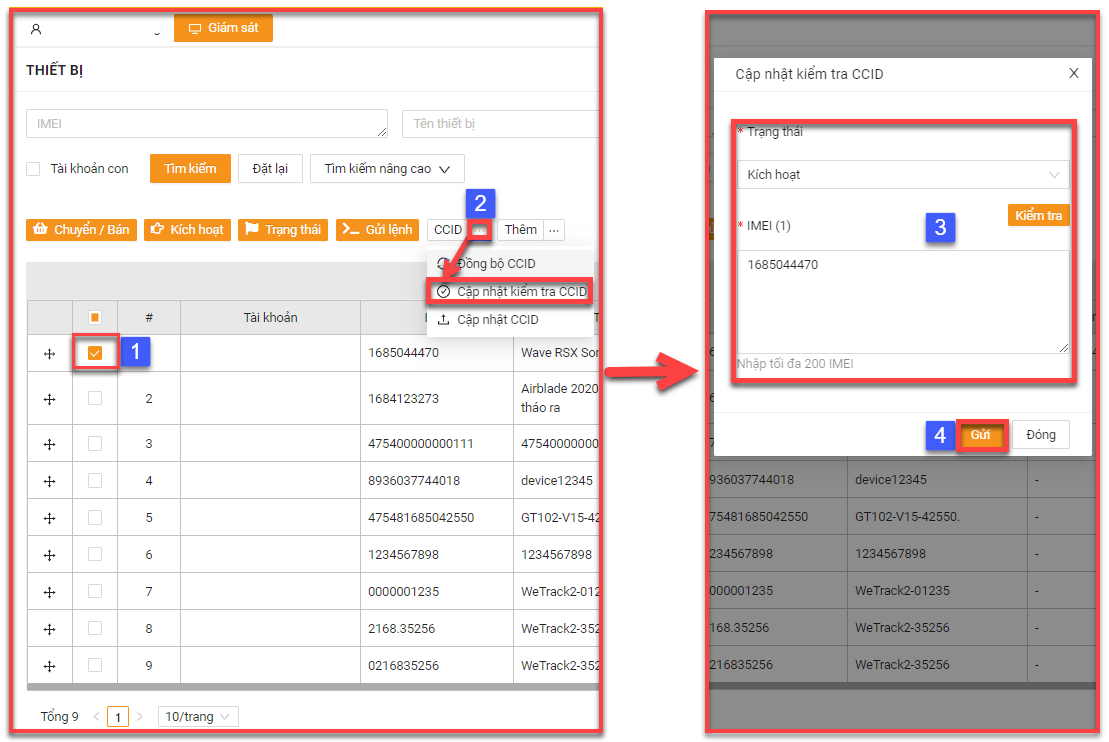 Giám sát
THIẾT BỊ
IMEI
Tên thiết bị
Tài khoản con
Tìm kiếm
Đặt lại
Tìm kiếm nâng cao
2
Chuyển / Bán
Kích hoạt
Trạng thái
Gửi lệnh
CCID
...
Thêm
...
Đồng bộ CCID
Cập nhật kiểm tra CCID
Cập nhật CCID
# Tài khoản
1
1685044470 Wave RSX Sor
2 1684123273 Airblade 2020
tháo ra
3 475400000000111 47540000000
4 8936037744018 device12345
5 475481685042550 GT102-V15-42
6 1234567898 1234567898
7 0000001235 WeTrack2-012
8 2168.35256 WeTrack2-352
9 0216835256 WeTrack2-352
Tổng 9 < 1 > 10/trang
Cập nhật kiểm tra CCID X
* Trạng thái
Kích hoạt
Kiểm tra
* IMEI (1)
3
1685044470
Nhập tối đa 200 IMEI
4
Gửi
Đóng
936037744018 device12345 -
75481685042550 GT102-V15-42550. -
234567898 1234567898 -
000001235 WeTrack2-01235 -
168.35256 WeTrack2-35256 -
216835256 WeTrack2-35256 -